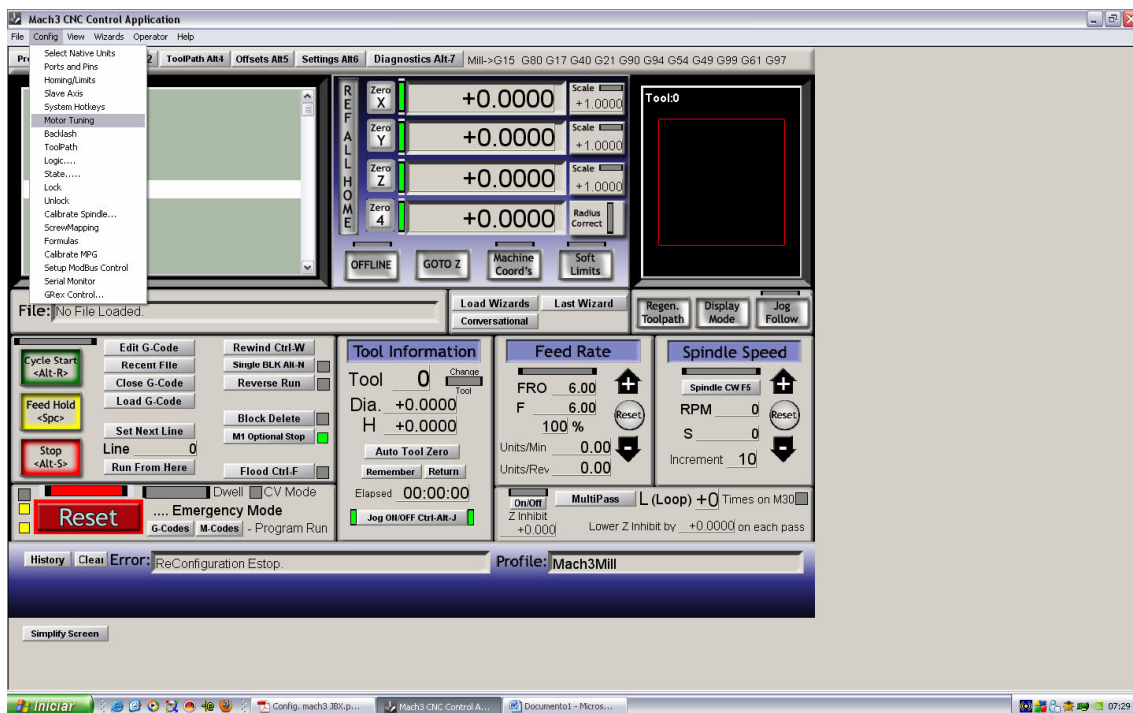 Mach3 CNC Control Application
File Config View Wizards Operator Help
Select Native Units
Ports and Pins
Homing/Limits
Slave Axis
System Hotkeys
Motor Tuning
Backlash
ToolPath
Logic....
State.....
Lock
Unlock
Calibrate Spindle...
ScrewMapping
Formulas
Calibrate MPG
Setup ModBus Control
Serial Monitor
GRex Control...
ToolPath Alt4 Offsets Alt5 Settings Alt6 Diagnostics Alt-7 Mill->G15 G80 G17 G40 G21 G90 G94 G54 G49 G99 G61 G97
REF ALL HOME
Zero X +0.0000 Scale +1.0000
Zero Y +0.0000 Scale +1.0000
Zero Z +0.0000 Scale +1.0000
Zero 4 +0.0000 Radius Correct
OFFLINE GOTO Z Machine Coord's Soft Limits
Tool:0
File: No File Loaded.
Load Wizards Last Wizard
Conversational
Regen. Toolpath Display Mode Jog Follow
Cycle Start <Alt-R>
Feed Hold <Spc>
Stop <Alt-S>
Edit G-Code Rewind Ctrl-W
Recent File Single BLK Alt-N
Close G-Code Reverse Run
Load G-Code
Block Delete
Set Next Line M1 Optional Stop
Line 0
Run From Here Flood Ctrl-F
Dwell CV Mode
Reset
.... Emergency Mode
G-Codes M-Codes - Program Run
Tool Information
Tool 0 Change Tool
Dia. +0.0000
H +0.0000
Auto Tool Zero
Remember Return
Elapsed 00:00:00
Jog ON/OFF Ctrl-Alt-J
Feed Rate
FRO 6.00
F 6.00 Reset
100 %
Units/Min 0.00
Units/Rev 0.00
Spindle Speed
Spindle CW F5
RPM 0 Reset
S 0
Increment 10
On/Off MultiPass L (Loop) +0 Times on M30
Z Inhibit
+0.000 Lower Z Inhibit by +0.0000 on each pass
History Clear Error: ReConfiguration Estop. Profile: Mach3Mill
Simplify Screen
Iniciar Config. mach3 JBX.p... Mach3 CNC Control A... Documento1 - Micros... 07:29